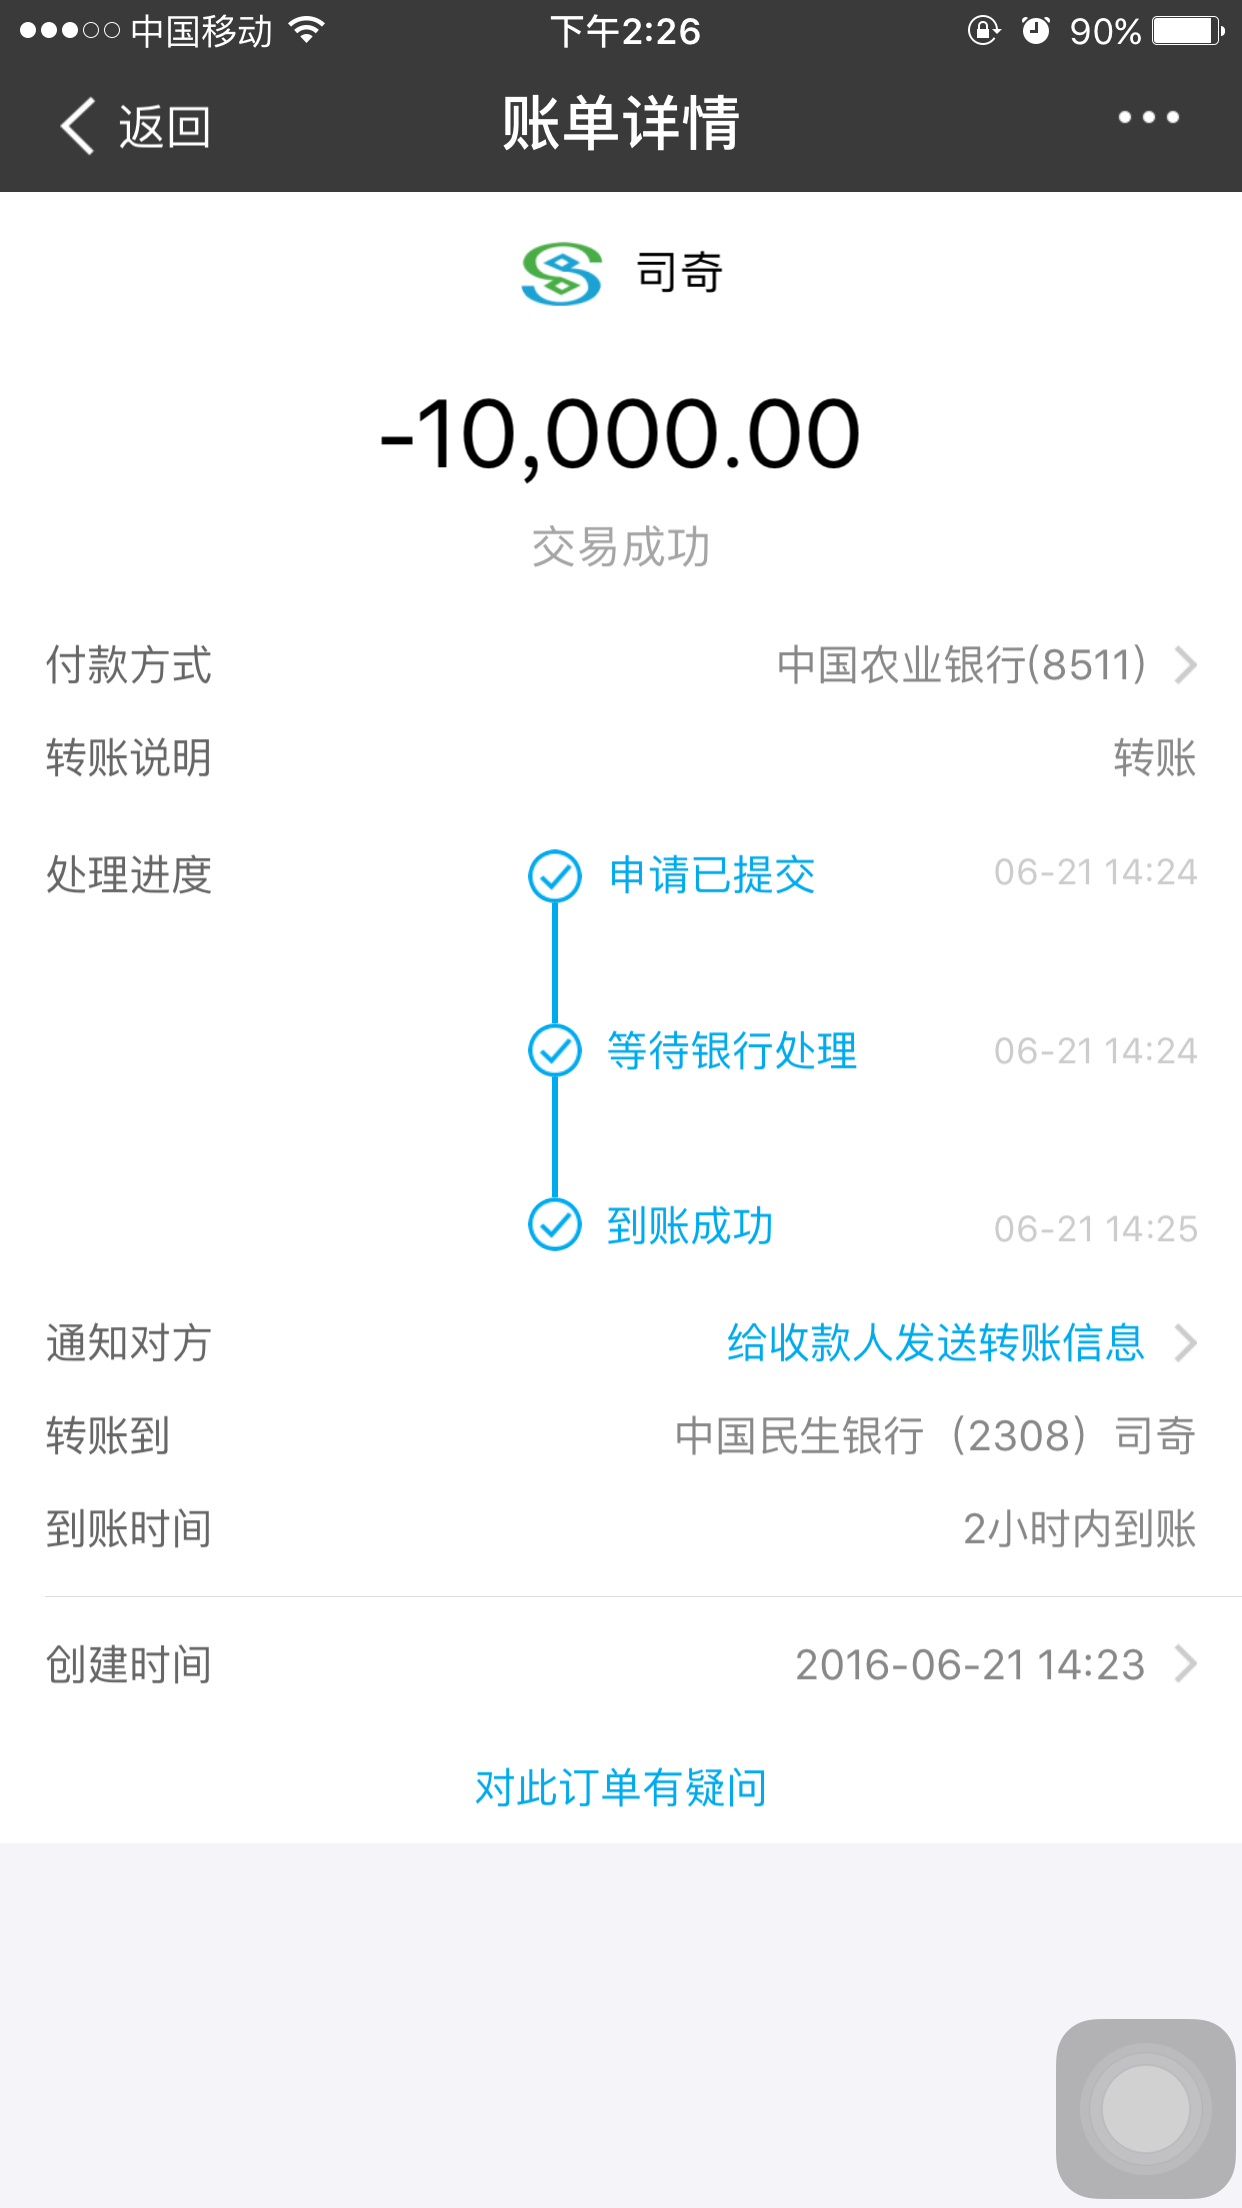 中国移动 下午2:26 90%
返回 账单详情
司奇
-10,000.00
交易成功
付款方式 中国农业银行(8511)
转账说明 转账
处理进度 申请已提交 06-21 14:24
等待银行处理 06-21 14:24
到账成功 06-21 14:25
通知对方 给收款人发送转账信息
转账到 中国民生银行（2308）司奇
到账时间 2小时内到账
创建时间 2016-06-21 14:23
对此订单有疑问